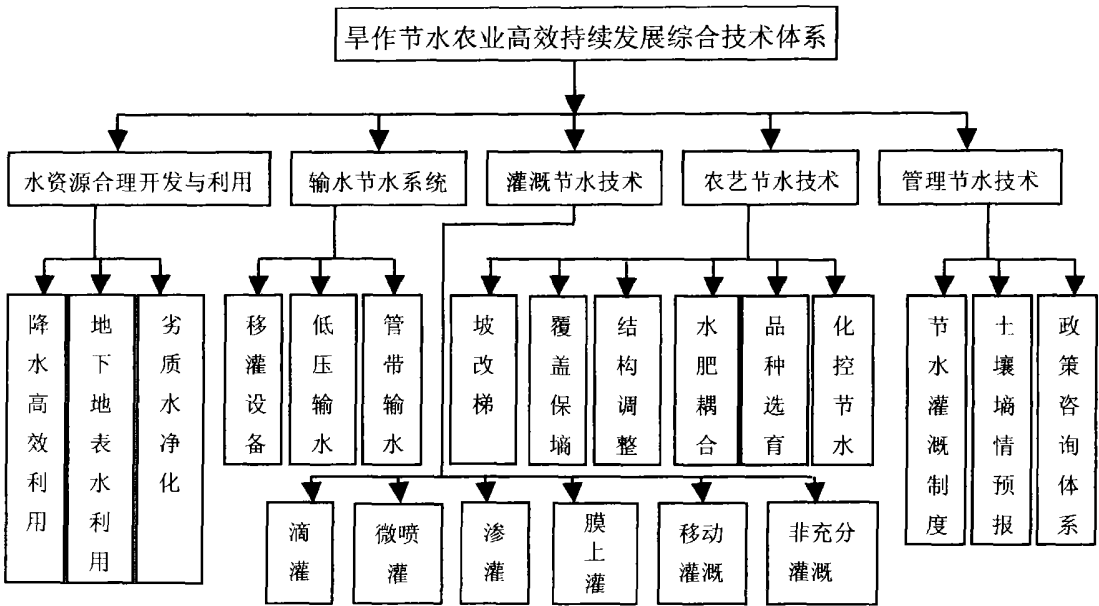 旱作节水农业高效持续发展综合技术体系
水资源合理开发与利用
输水节水系统
灌溉节水技术
农艺节水技术
管理节水技术
降水高效利用
地下地表水利用
劣质水净化
移灌设备
低压输水
管带输水
坡改梯
覆盖保墒
结构调整
水肥耦合
品种选育
化控节水
节水灌溉制度
土壤墒情预报
政策咨询体系
滴灌
微喷灌
渗灌
膜上灌
移动灌溉
非充分灌溉